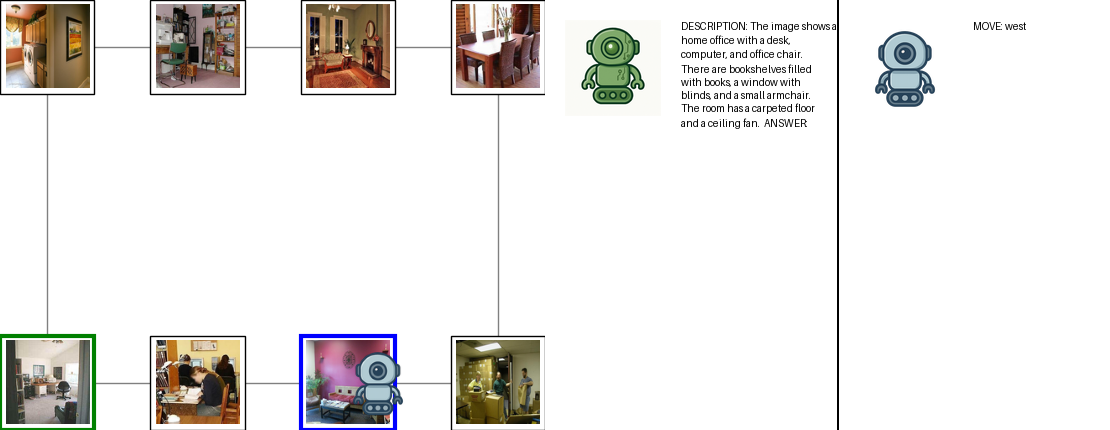 DESCRIPTION: The image shows a
home office with a desk,
computer, and office chair.
There are bookshelves filled
with books, a window with
blinds, and a small armchair.
The room has a carpeted floor
and a ceiling fan. ANSWER
MOVE: west